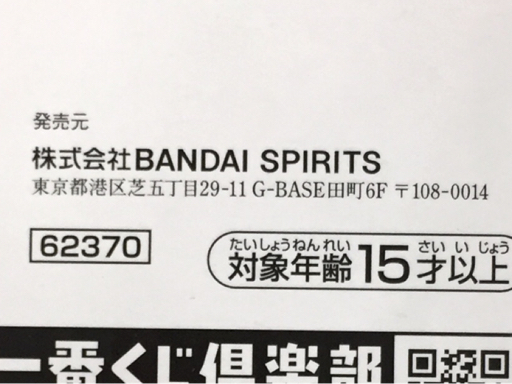 発売元
株式会社BANDAI SPIRITS
東京都港区芝五丁目29-11 G-BASE田町6F 〒108-0014
62370
たいしょうねんれい さい い じょう
対象年齢15才以上
一番くじ倶楽部